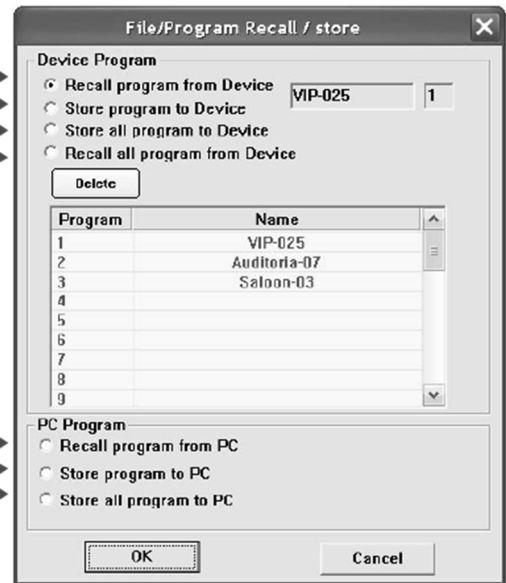 File/Program Recall / store
Device Program
Recall program from Device VIP-025 1
Store program to Device
Store all program to Device
Recall all program from Device
Delete
Program Name
1 VIP-025
2 Auditoria-07
3 Saloon-03
4
5
6
7
8
9
PC Program
Recall program from PC
Store program to PC
Store all program to PC
OK Cancel